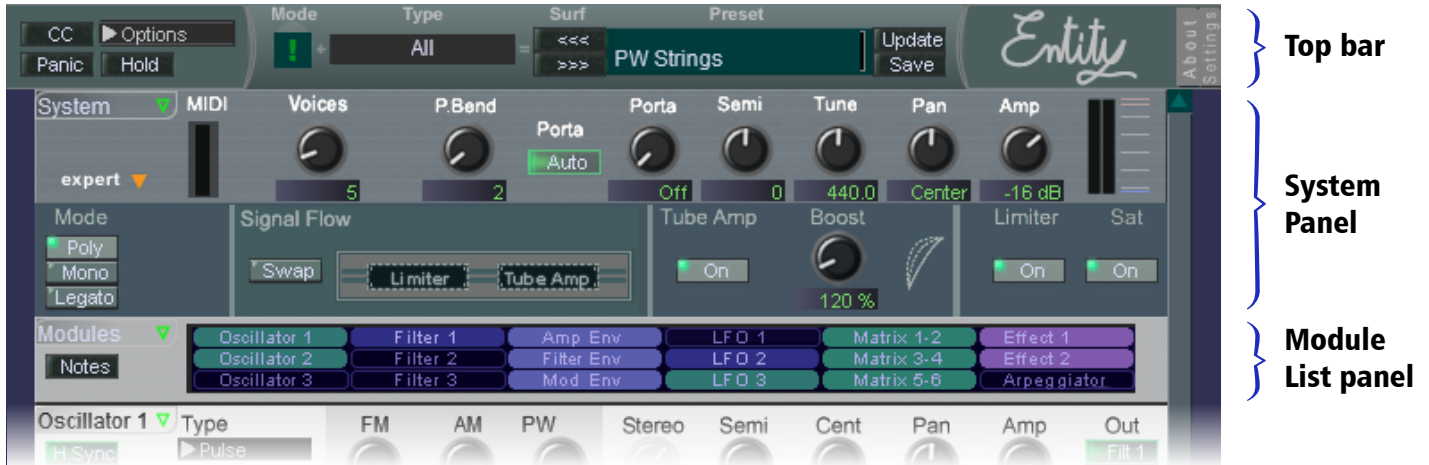 Mode Type Surf Preset
CC Options ! + All = <<< PW Strings Update Entity About Settings Top bar
Panic Hold >>> Save
System MIDI Voices P.Bend Porta Porta Semi Tune Pan Amp
Auto
expert 5 2 Off 0 440.0 Center -16 dB
System
Panel
Mode Signal Flow Tube Amp Boost Limiter Sat
Poly
Mono Swap Limiter Tube Amp On On On
Legato 120 %
Modules Oscillator 1 Filter 1 Amp Env LFO 1 Matrix 1-2 Effect 1
Notes Oscillator 2 Filter 2 Filter Env LFO 2 Matrix 3-4 Effect 2
Oscillator 3 Filter 3 Mod Env LFO 3 Matrix 5-6 Arpeggiator
Module
List panel
Oscillator 1 Type FM AM PW Stereo Semi Cent Pan Amp Out
H.Sync Pulse Filt 1